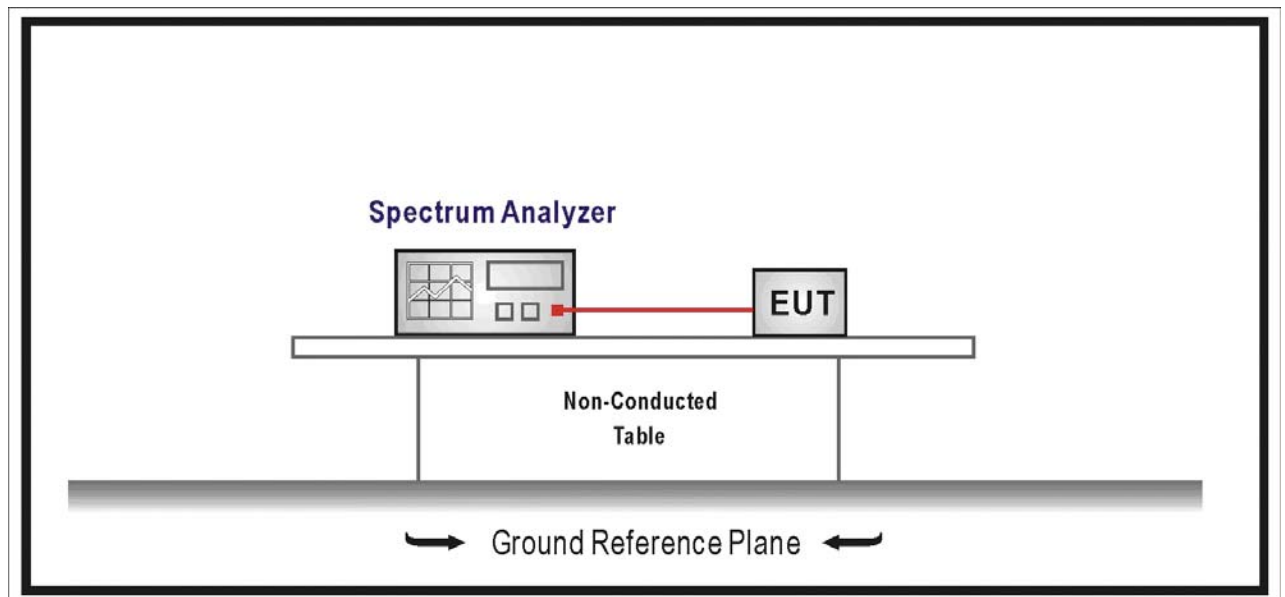 Spectrum Analyzer
EUT
Non-Conducted
Table
Ground Reference Plane